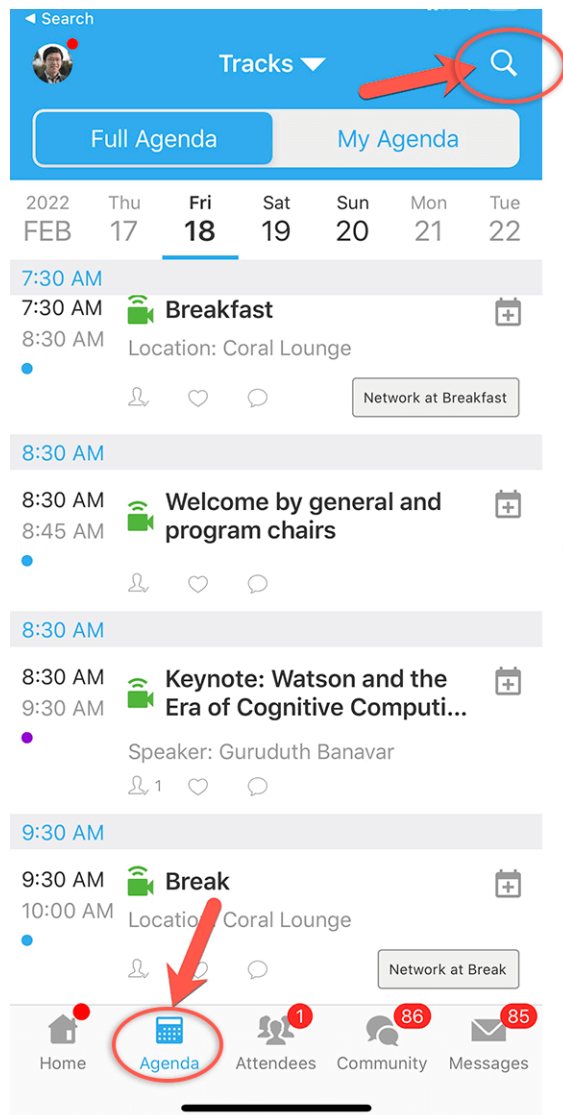 ◀ Search
Tracks
Full Agenda
My Agenda
2022 Thu Fri Sat Sun Mon Tue
FEB 17 18 19 20 21 22
7:30 AM
7:30 AM Breakfast
8:30 AM Location: Coral Lounge
Network at Breakfast
8:30 AM
8:30 AM Welcome by general and
8:45 AM program chairs
8:30 AM
8:30 AM Keynote: Watson and the
9:30 AM Era of Cognitive Computi...
Speaker: Guruduth Banavar
1
9:30 AM
9:30 AM Break
10:00 AM Location: Coral Lounge
Network at Break
1 86 85
Home Agenda Attendees Community Messages